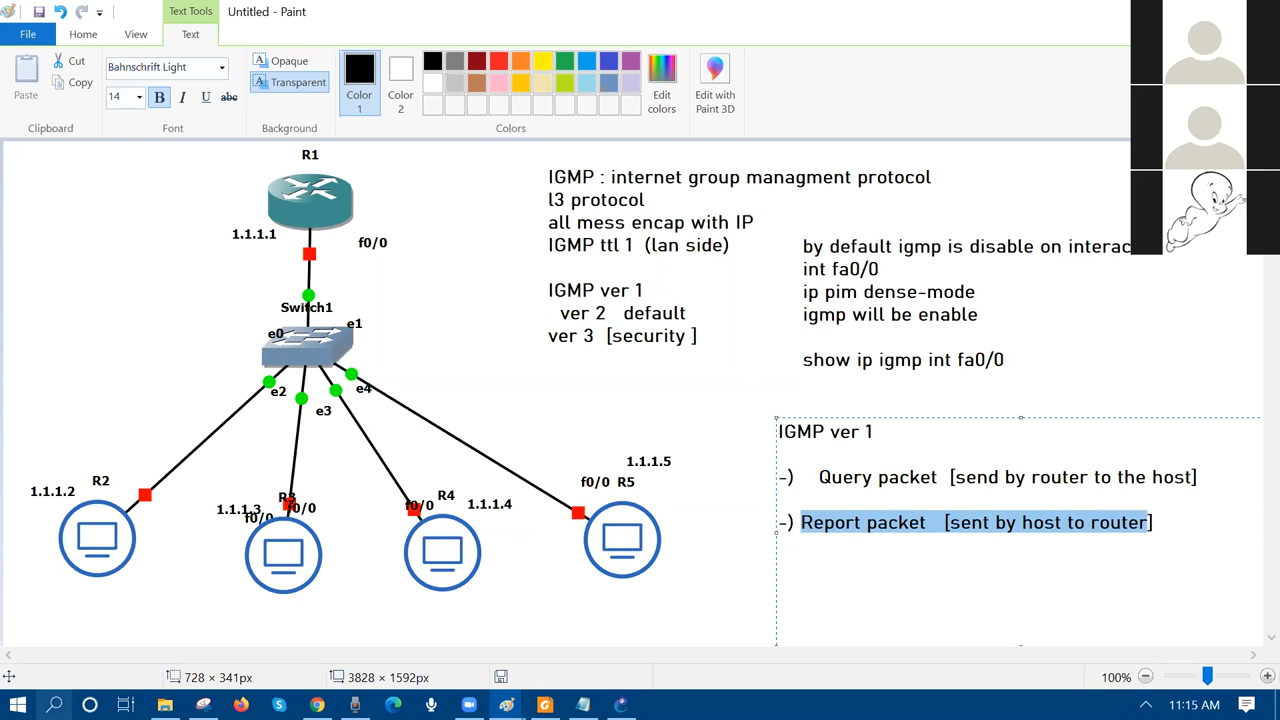 Text Tools
Untitled - Paint
File
Home
View
Text
Paste
Cut
Copy
Clipboard
Bahnschrift Light
14
B I U abc
Font
Opaque
Transparent
Background
Color 1
Color 2
Edit colors
Colors
Edit with Paint 3D
R1
1.1.1.1
f0/0
Switch1
e0
e1
e2
e3
e4
R2
1.1.1.2
R3
1.1.1.3
f0/0
f0/0
R4
f0/0
1.1.1.4
1.1.1.5
f0/0 R5
IGMP : internet group managment protocol
l3 protocol
all mess encap with IP
IGMP ttl 1 (lan side)
IGMP ver 1
ver 2 default
ver 3 [security ]
by default igmp is disable on interac
int fa0/0
ip pim dense-mode
igmp will be enable
show ip igmp int fa0/0
IGMP ver 1
-) Query packet [send by router to the host]
-) Report packet [sent by host to router]
728 × 341px
3828 × 1592px
100%
11:15 AM